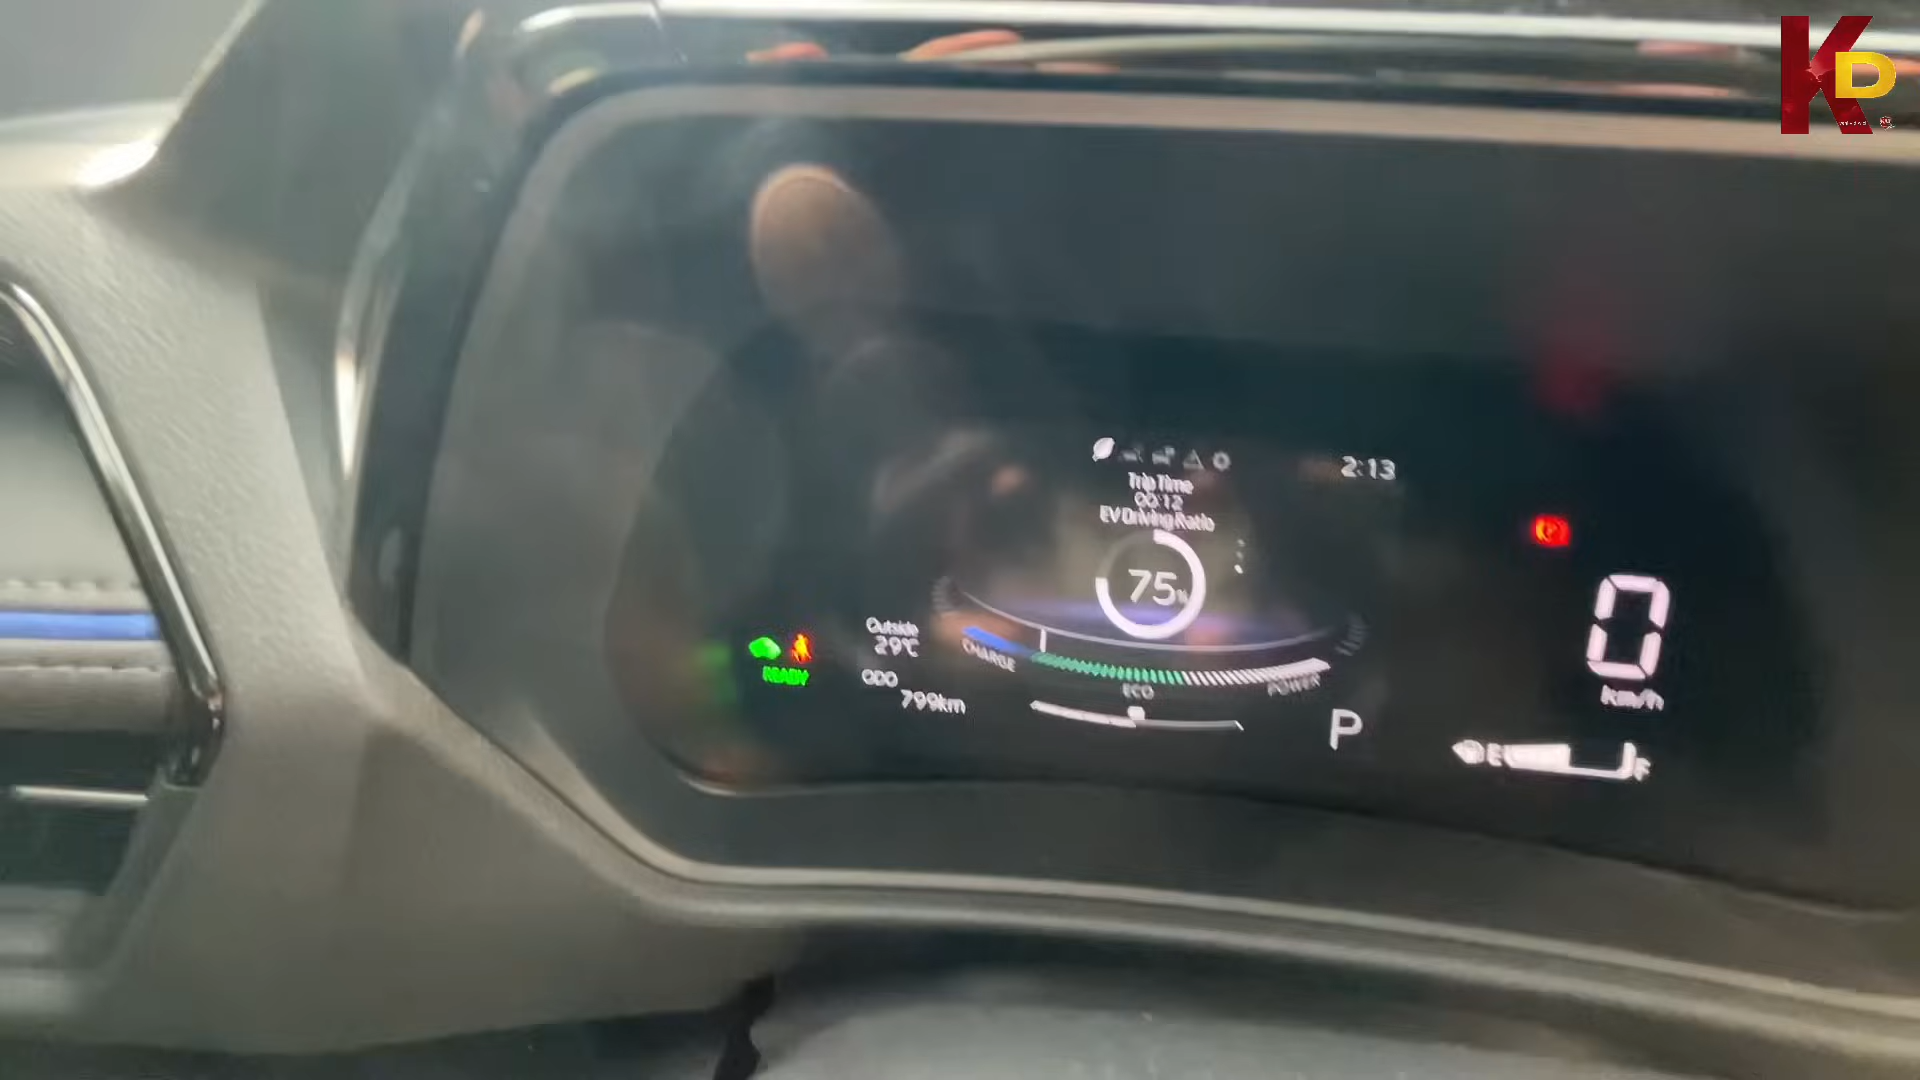 KD
2:13
Trip Time
00:12
EV Driving Ratio
75%
Outside
29°C
CHARGE
ECO
POWER
READY
ODO
799km
P
0
km/h
E
F